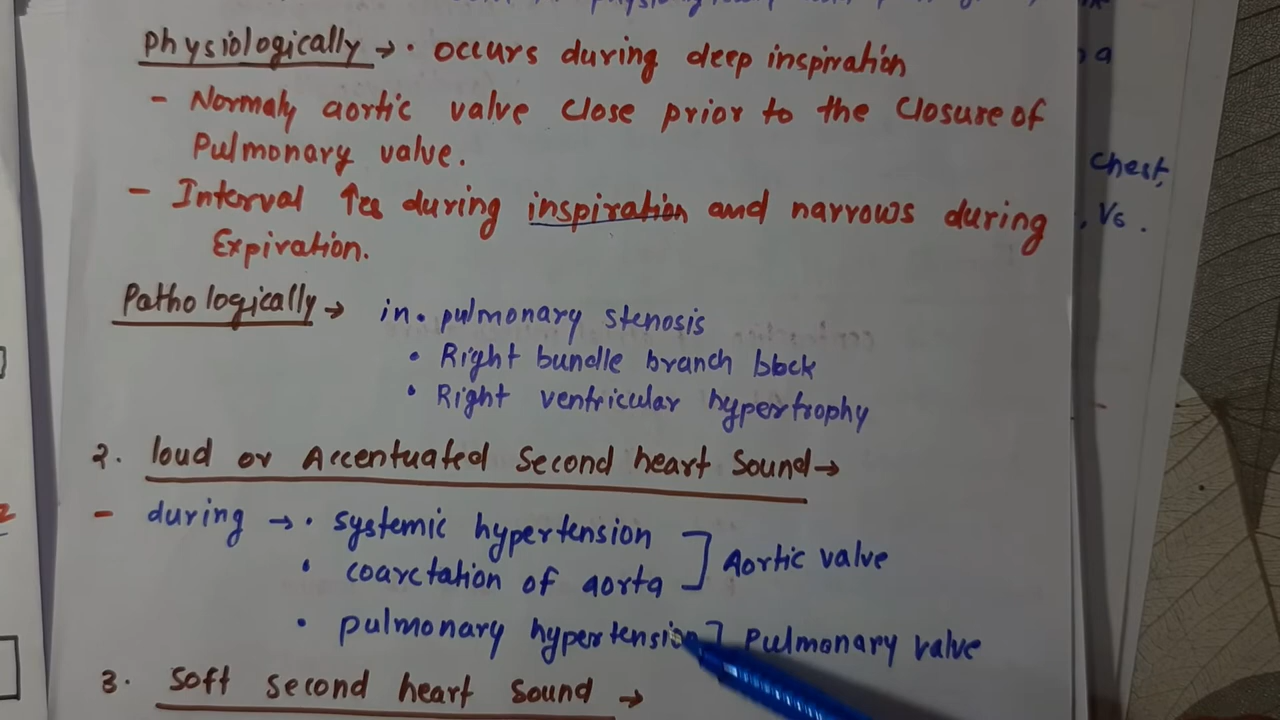 Physiologically → • occurs during deep inspiration
- Normaly aortic valve close prior to the closure of
Pulmonary valve.
- Interval ↑es during inspiration and narrows during
Expiration.
Pathologically → in • pulmonary stenosis
• Right bundle branch block
• Right ventricular hypertrophy
2. loud or Accentuated Second heart Sound →
- during → • systemic hypertension ] Aortic valve
• coarctation of aorta
• pulmonary hypertension ] Pulmonary valve
3. Soft Second heart Sound →
chest,
, Vs.